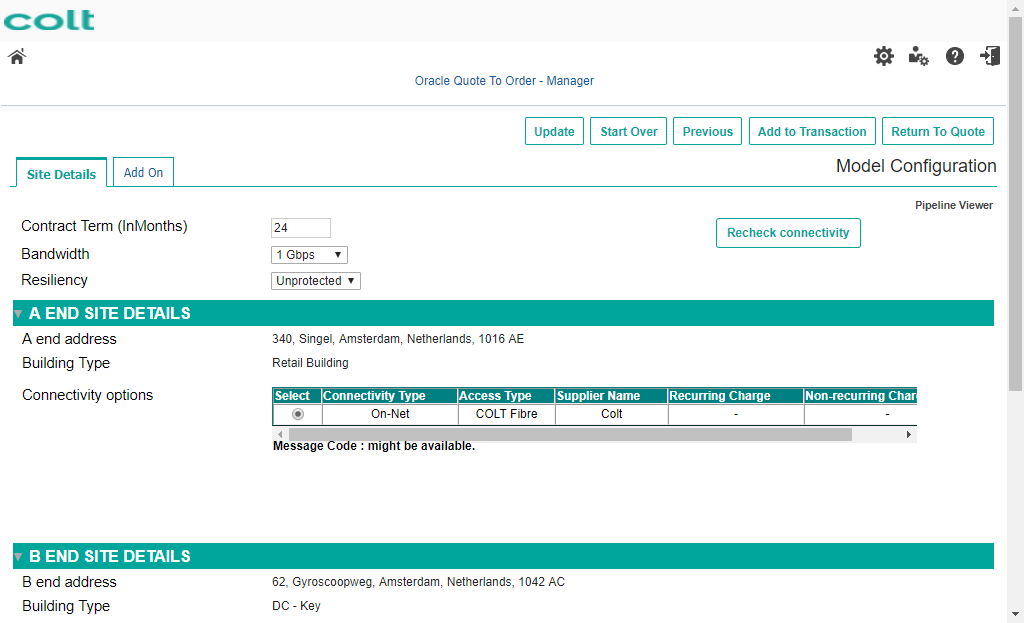 colt
Oracle Quote To Order - Manager
Update Start Over Previous Add to Transaction Return To Quote
Site Details Add On Model Configuration
Pipeline Viewer
Contract Term (InMonths) 24 Recheck connectivity
Bandwidth 1 Gbps
Resiliency Unprotected
A END SITE DETAILS
A end address 340, Singel, Amsterdam, Netherlands, 1016 AE
Building Type Retail Building
Connectivity options
Select Connectivity Type Access Type Supplier Name Recurring Charge Non-recurring Char
On-Net COLT Fibre Colt - -
Message Code : might be available.
B END SITE DETAILS
B end address 62, Gyroscoopweg, Amsterdam, Netherlands, 1042 AC
Building Type DC - Key